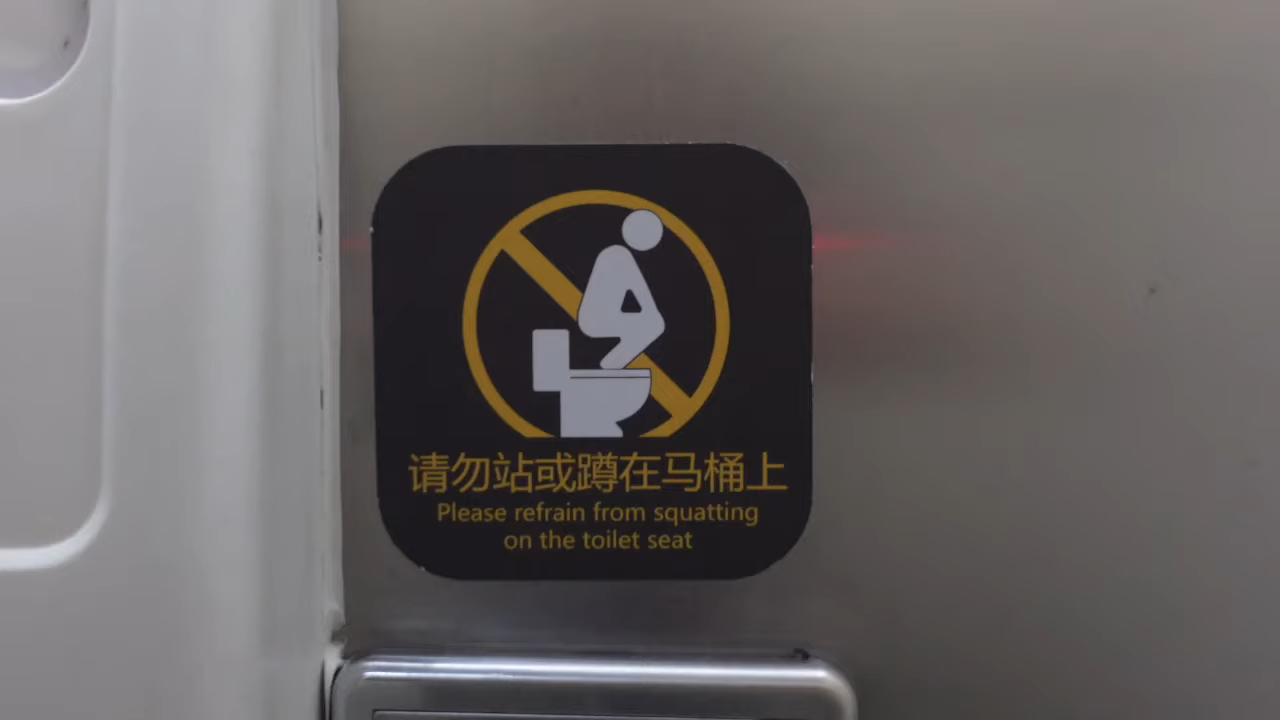 请勿站或蹲在马桶上
Please refrain from squatting
on the toilet seat